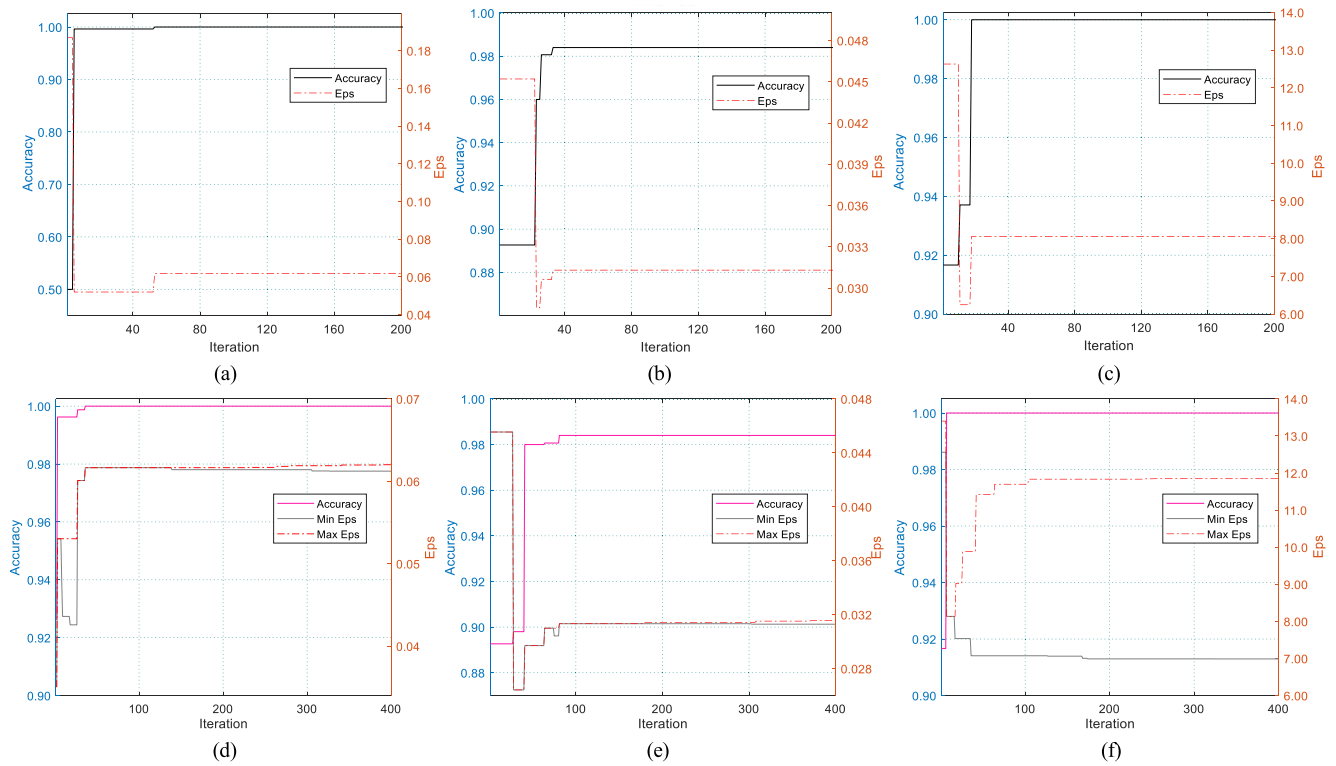 1.00
0.90
0.80
0.70
0.60
0.50
Accuracy
0.18
0.16
0.14
0.12
0.10
0.08
0.06
0.04
Eps
Accuracy
Eps
40
80
120
160
200
Iteration
(a)
1.00
0.98
0.96
0.94
0.92
0.90
0.88
Accuracy
0.048
0.045
0.042
0.039
0.036
0.033
0.030
Eps
Accuracy
Eps
40
80
120
160
200
Iteration
(b)
1.00
0.98
0.96
0.94
0.92
0.90
Accuracy
14.0
13.0
12.0
11.0
10.0
9.00
8.00
7.00
6.00
Eps
Accuracy
Eps
40
80
120
160
200
Iteration
(c)
1.00
0.98
0.96
0.94
0.92
0.90
Accuracy
0.07
0.06
0.05
0.04
Eps
Accuracy
Min Eps
Max Eps
100
200
300
400
Iteration
(d)
1.00
0.98
0.96
0.94
0.92
0.90
0.88
Accuracy
0.048
0.044
0.040
0.036
0.032
0.028
Eps
Accuracy
Min Eps
Max Eps
100
200
300
400
Iteration
(e)
1.00
0.98
0.96
0.94
0.92
0.90
Accuracy
14.0
13.0
12.0
11.0
10.0
9.00
8.00
7.00
6.00
Eps
Accuracy
Min Eps
Max Eps
100
200
300
400
Iteration
(f)